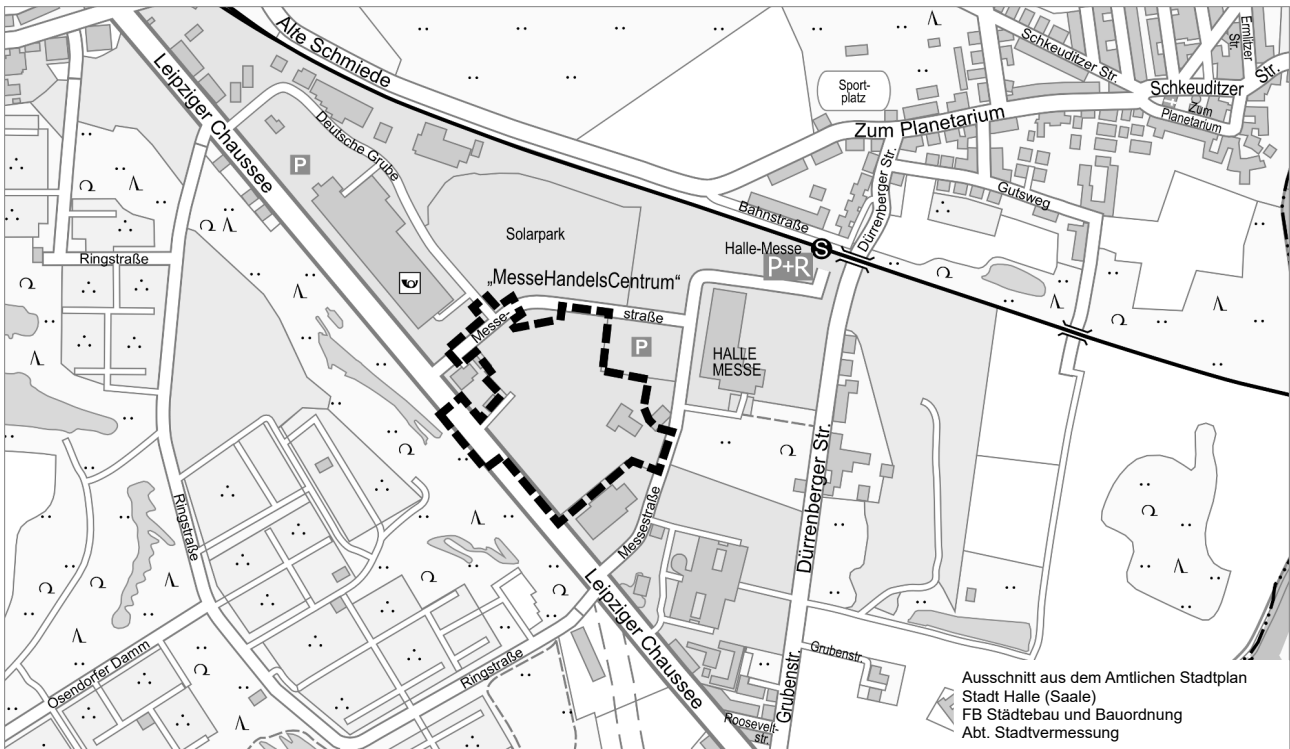 Alte Schmiede
Leipziger Chaussee
Deutsche Grube
P
Ringstraße
Sport-
platz
Schkeuditzer Str.
Ermlitzer
Str.
Schkeuditzer
Str.
Zum
Planetarium
Zum Planetarium
Dürrenberger Str.
Gutsweg
Bahnstraße
Solarpark
Halle-Messe
S
P+R
„MesseHandelsCentrum“
Messe-
straße
P
HALLE
MESSE
Dürrenberger Str.
Ringstraße
Messestraße
Leipziger Chaussee
Osendorfer Damm
Ringstraße
Grubenstr.
Grubenstr.
Roosevelt-
str.
Ausschnitt aus dem Amtlichen Stadtplan
Stadt Halle (Saale)
FB Städtebau und Bauordnung
Abt. Stadtvermessung